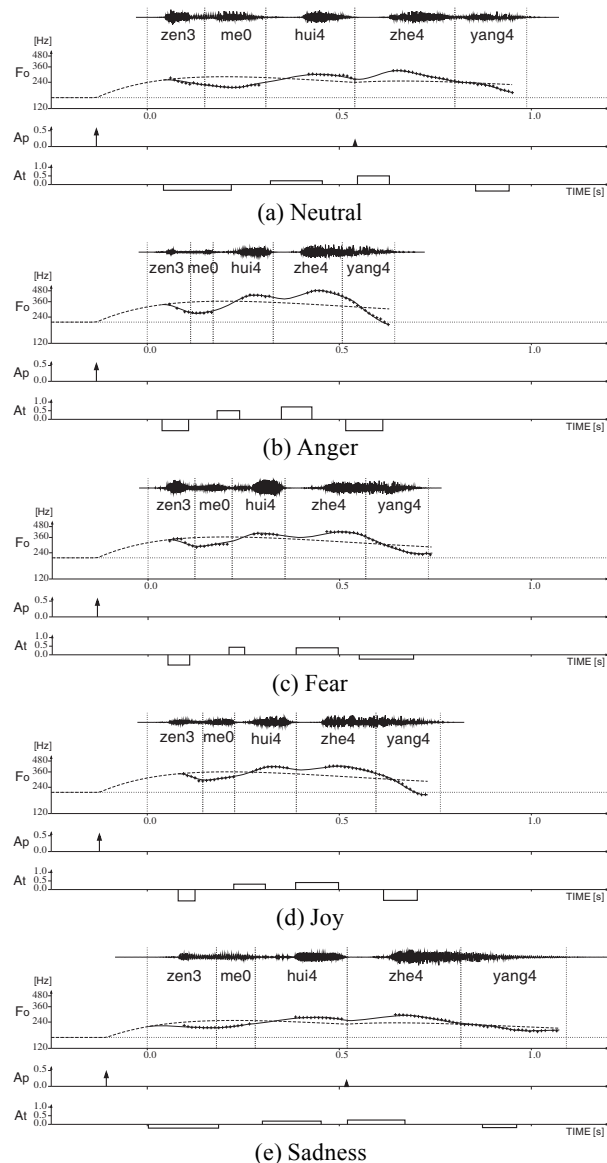 zen3 me0 hui4 zhe4 yang4
[Hz]
480
360
Fo 240
120
0.0 0.5 1.0
Ap 0.5
0.0
At 1.0
0.5
0.0
TIME [s]
(a) Neutral
zen3 me0 hui4 zhe4 yang4
[Hz]
480
360
Fo 240
120
0.0 0.5 1.0
Ap 0.5
0.0
At 1.0
0.5
0.0
TIME [s]
(b) Anger
zen3 me0 hui4 zhe4 yang4
[Hz]
480
360
Fo 240
120
0.0 0.5 1.0
Ap 0.5
0.0
At 1.0
0.5
0.0
TIME [s]
(c) Fear
zen3 me0 hui4 zhe4 yang4
[Hz]
480
360
Fo 240
120
0.0 0.5 1.0
Ap 0.5
0.0
At 1.0
0.5
0.0
TIME [s]
(d) Joy
zen3 me0 hui4 zhe4 yang4
[Hz]
480
360
Fo 240
120
0.0 0.5 1.0
Ap 0.5
0.0
At 1.0
0.5
0.0
TIME [s]
(e) Sadness